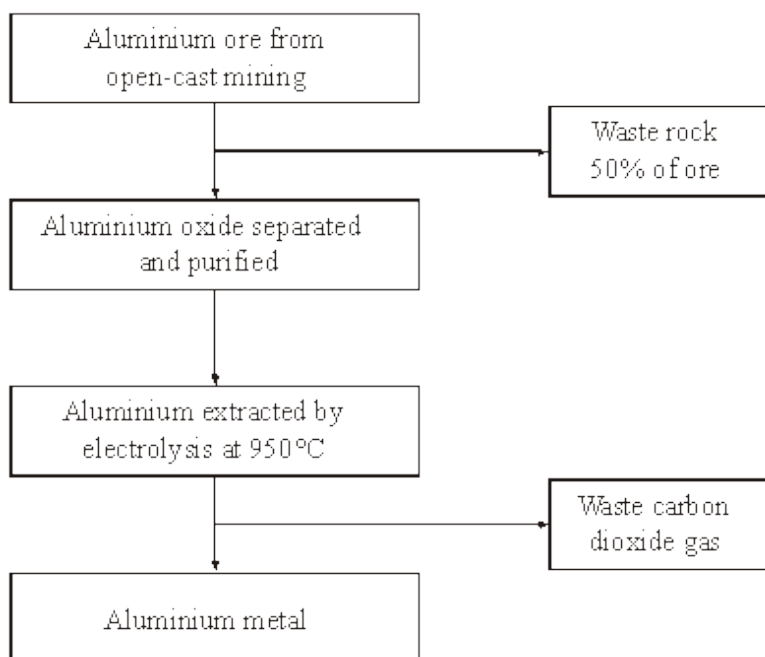 Aluminium ore from
open-cast mining
Waste rock
50% of ore
Aluminium oxide separated
and purified
Aluminium extracted by
electrolysis at 950°C
Waste carbon
dioxide gas
Aluminium metal